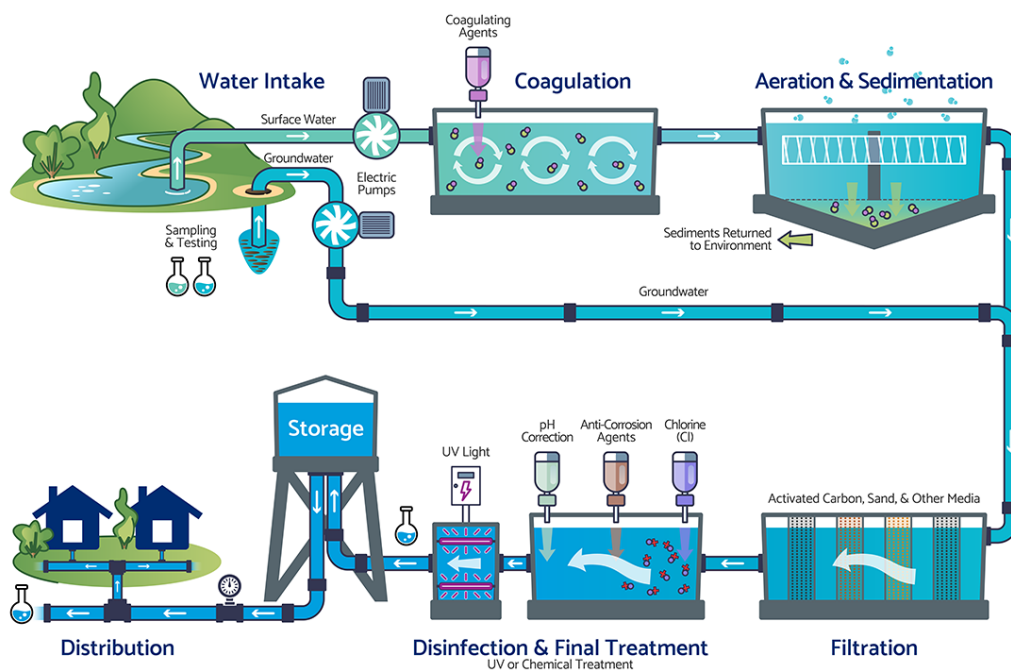 Coagulating
Agents
Water Intake
Coagulation
Aeration & Sedimentation
Surface Water
Groundwater
Electric
Pumps
Sampling
& Testing
Sediments Returned
to Environment
Groundwater
Storage
UV Light
pH
Correction
Anti-Corrosion
Agents
Chlorine
(Cl)
Activated Carbon, Sand, & Other Media
Distribution
Disinfection & Final Treatment
UV or Chemical Treatment
Filtration